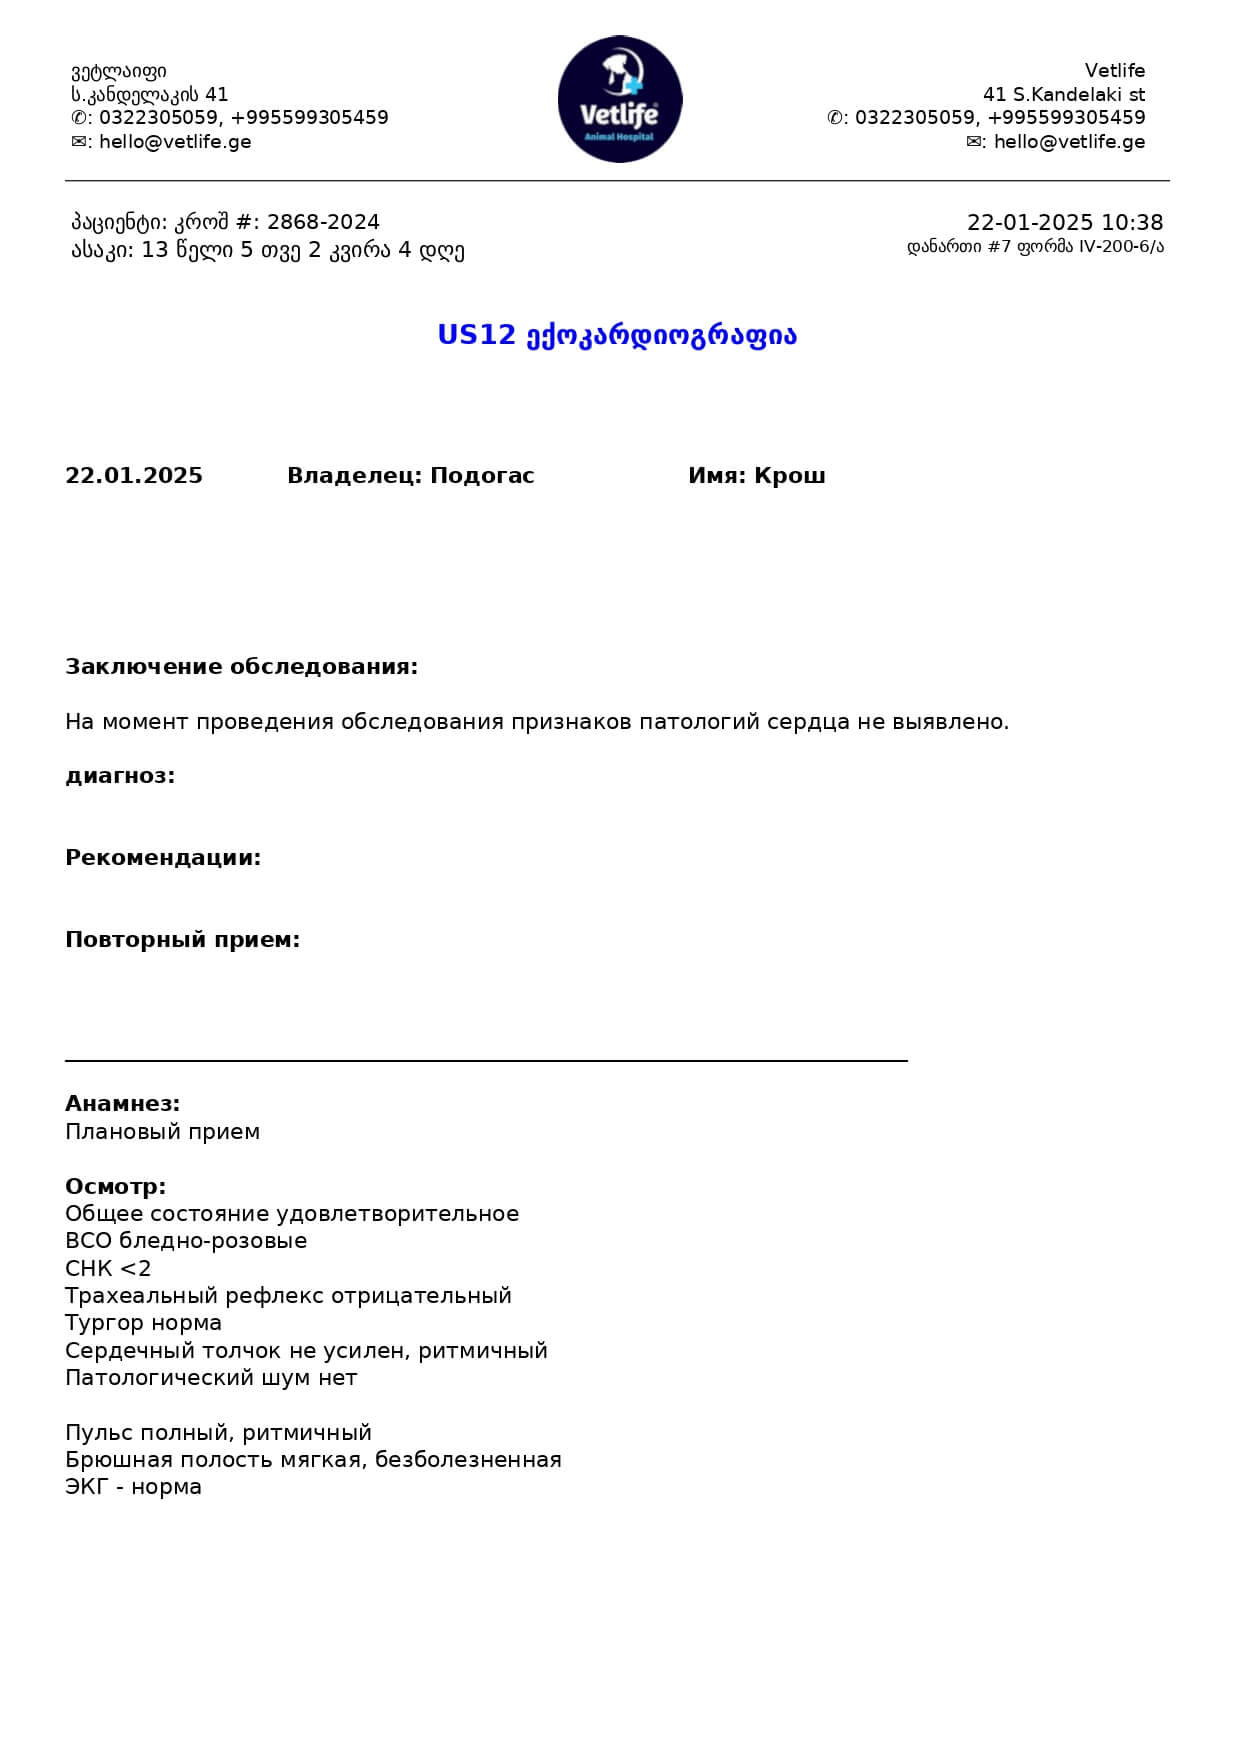 ვეტლაიფი
ს.კანდელაკის 41
✆: 0322305059, +995599305459
✉: hello@vetlife.ge
Vetlife
Animal Hospital
Vetlife
41 S.Kandelaki st
✆: 0322305059, +995599305459
✉: hello@vetlife.ge
პაციენტი: კროშ #: 2868-2024
ასაკი: 13 წელი 5 თვე 2 კვირა 4 დღე
22-01-2025 10:38
დანართი #7 ფორმა IV-200-6/ა
US12 ექოკარდიოგრაფია
22.01.2025 Владелец: Подогас Имя: Крош
Заключение обследования:
На момент проведения обследования признаков патологий сердца не выявлено.
диагноз:
Рекомендации:
Повторный прием:
Анамнез:
Плановый прием
Осмотр:
Общее состояние удовлетворительное
ВСО бледно-розовые
СНК <2
Трахеальный рефлекс отрицательный
Тургор норма
Сердечный толчок не усилен, ритмичный
Патологический шум нет
Пульс полный, ритмичный
Брюшная полость мягкая, безболезненная
ЭКГ - норма